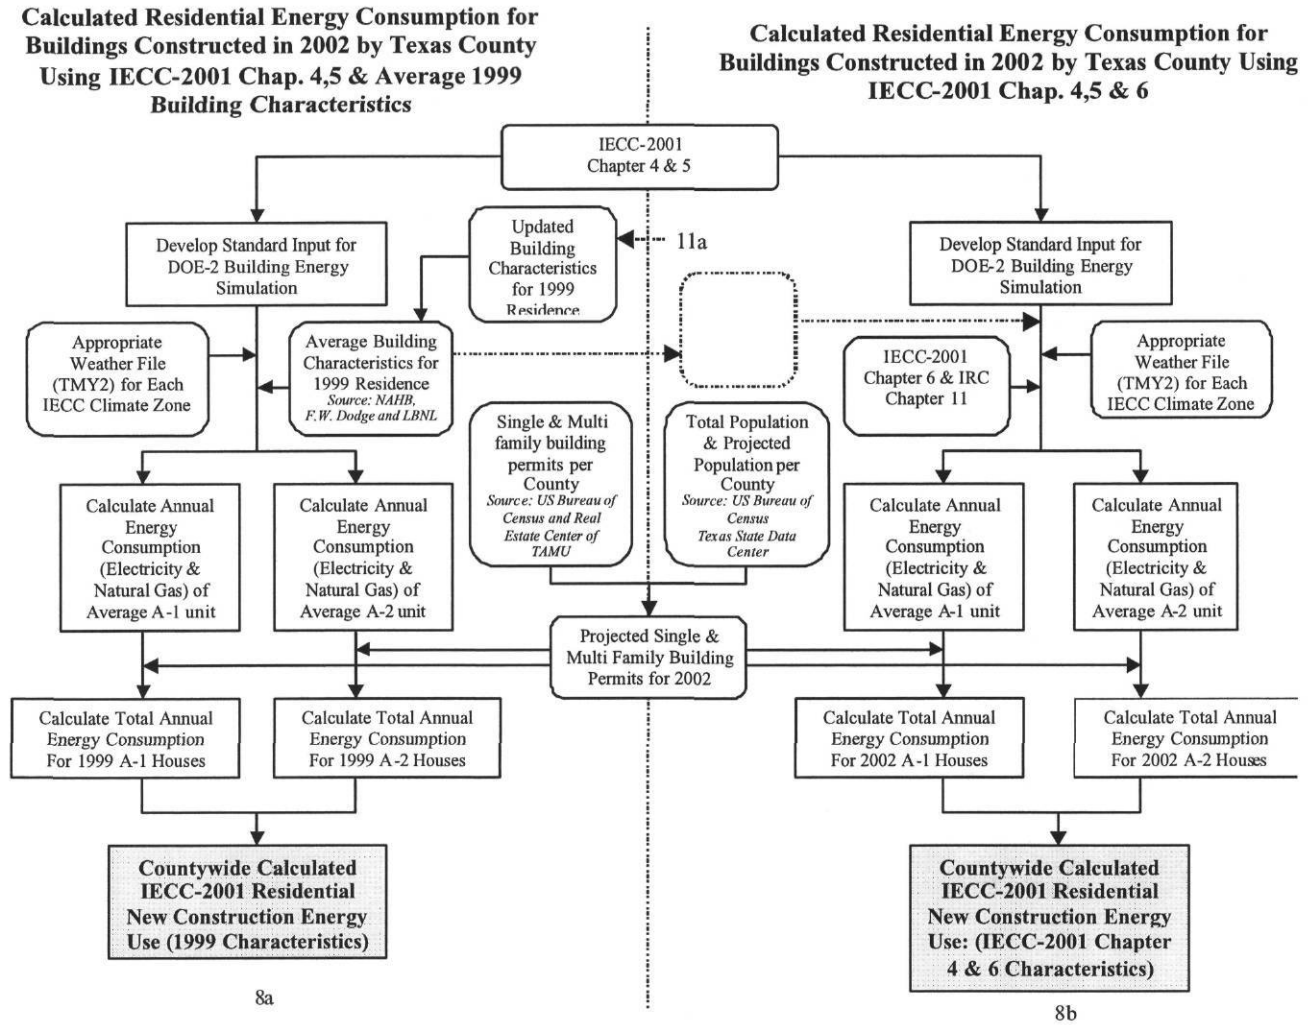 Calculated Residential Energy Consumption for
Buildings Constructed in 2002 by Texas County
Using IECC-2001 Chap. 4,5 & Average 1999
Building Characteristics
Calculated Residential Energy Consumption for
Buildings Constructed in 2002 by Texas County Using
IECC-2001 Chap. 4,5 & 6
IECC-2001
Chapter 4 & 5
Develop Standard Input for
DOE-2 Building Energy
Simulation
Updated
Building
Characteristics
for 1999
Residence
11a
Develop Standard Input for
DOE-2 Building Energy
Simulation
Appropriate
Weather File
(TMY2) for Each
IECC Climate Zone
Average Building
Characteristics for
1999 Residence
Source: NAHB,
F.W. Dodge and LBNL
IECC-2001
Chapter 6 & IRC
Chapter 11
Appropriate
Weather File
(TMY2) for Each
IECC Climate Zone
Single & Multi
family building
permits per
County
Source: US Bureau of
Census and Real
Estate Center of
TAMU
Total Population
& Projected
Population per
County
Source: US Bureau of
Census
Texas State Data
Center
Calculate Annual
Energy
Consumption
(Electricity &
Natural Gas) of
Average A-1 unit
Calculate Annual
Energy
Consumption
(Electricity &
Natural Gas) of
Average A-2 unit
Calculate Annual
Energy
Consumption
(Electricity &
Natural Gas) of
Average A-1 unit
Calculate Annual
Energy
Consumption
(Electricity &
Natural Gas) of
Average A-2 unit
Projected Single &
Multi Family Building
Permits for 2002
Calculate Total Annual
Energy Consumption
For 1999 A-1 Houses
Calculate Total Annual
Energy Consumption
For 1999 A-2 Houses
Calculate Total Annual
Energy Consumption
For 2002 A-1 Houses
Calculate Total Annual
Energy Consumption
For 2002 A-2 Houses
Countywide Calculated
IECC-2001 Residential
New Construction Energy
Use (1999 Characteristics)
Countywide Calculated
IECC-2001 Residential
New Construction Energy
Use: (IECC-2001 Chapter
4 & 6 Characteristics)
8a
8b